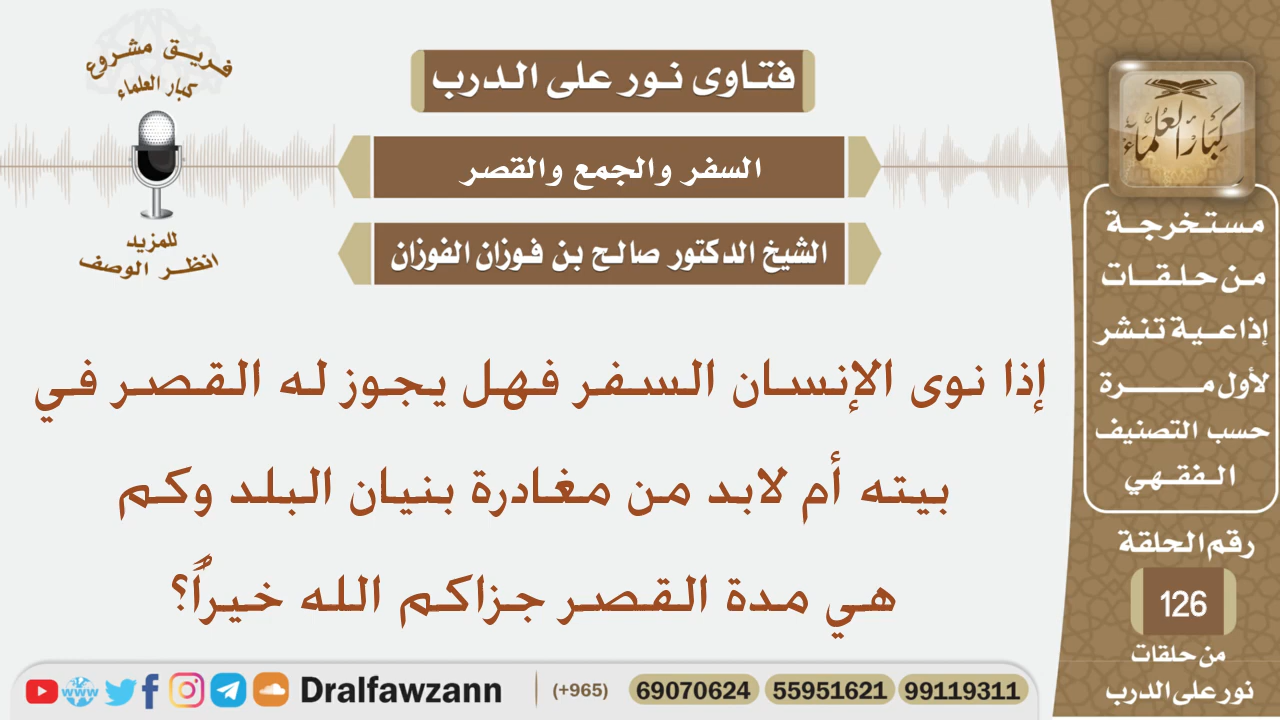 فتاوى نور على الدرب
السفر والجمع والقصر
الشيخ الدكتور صالح بن فوزان الفوزان
فريق مشروع
كبار العلماء
للمزيد
انظر الوصف
إذا نوى الإنسان السفر فهل يجوز له القصر في
بيته أم لابد من مغادرة بنيان البلد وكم
هي مدة القصر جزاكم الله خيراً؟
كبار العلماء
مستخرجة
من حلقات
إذاعية تنشر
لأول مرة
حسب التصنيف
الفقهي
رقم الحلقة
126
من حلقات
نور على الدرب
www Dralfawzann (+965) 69070624 55951621 99119311